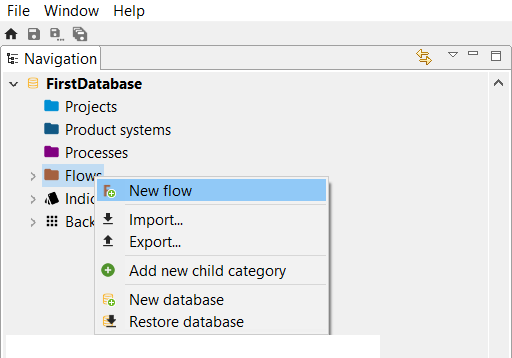 File Window Help
Navigation
FirstDatabase
Projects
Product systems
Processes
Flows
New flow
Indic
Import...
Back
Export...
Add new child category
New database
Restore database